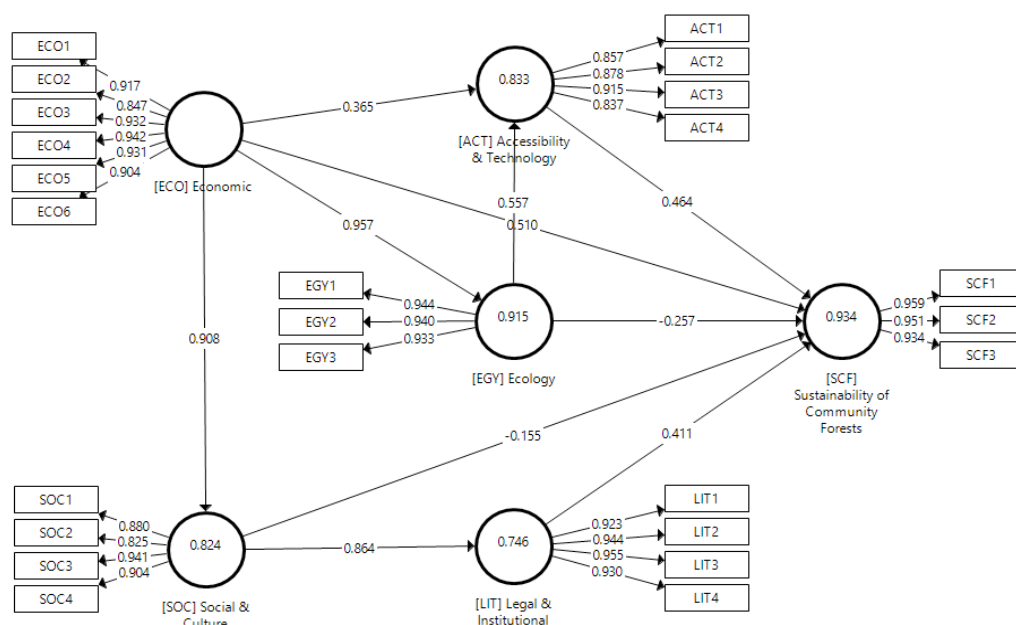 ECO1
ECO2
ECO3
ECO4
ECO5
ECO6
0.917
0.847
0.932
0.942
0.931
0.904
[ECO] Economic
0.365
0.833
[ACT] Accessibility
& Technology
0.857
0.878
0.915
0.837
ACT1
ACT2
ACT3
ACT4
0.557
0.464
0.957
0.510
0.908
EGY1
EGY2
EGY3
0.944
0.940
0.933
0.915
[EGY] Ecology
-0.257
0.934
[SCF]
Sustainability of
Community
Forests
0.959
0.951
0.934
SCF1
SCF2
SCF3
-0.155
0.411
SOC1
SOC2
SOC3
SOC4
0.880
0.825
0.941
0.904
0.824
[SOC] Social &
Culture
0.864
0.746
[LIT] Legal &
Institutional
0.923
0.944
0.955
0.930
LIT1
LIT2
LIT3
LIT4